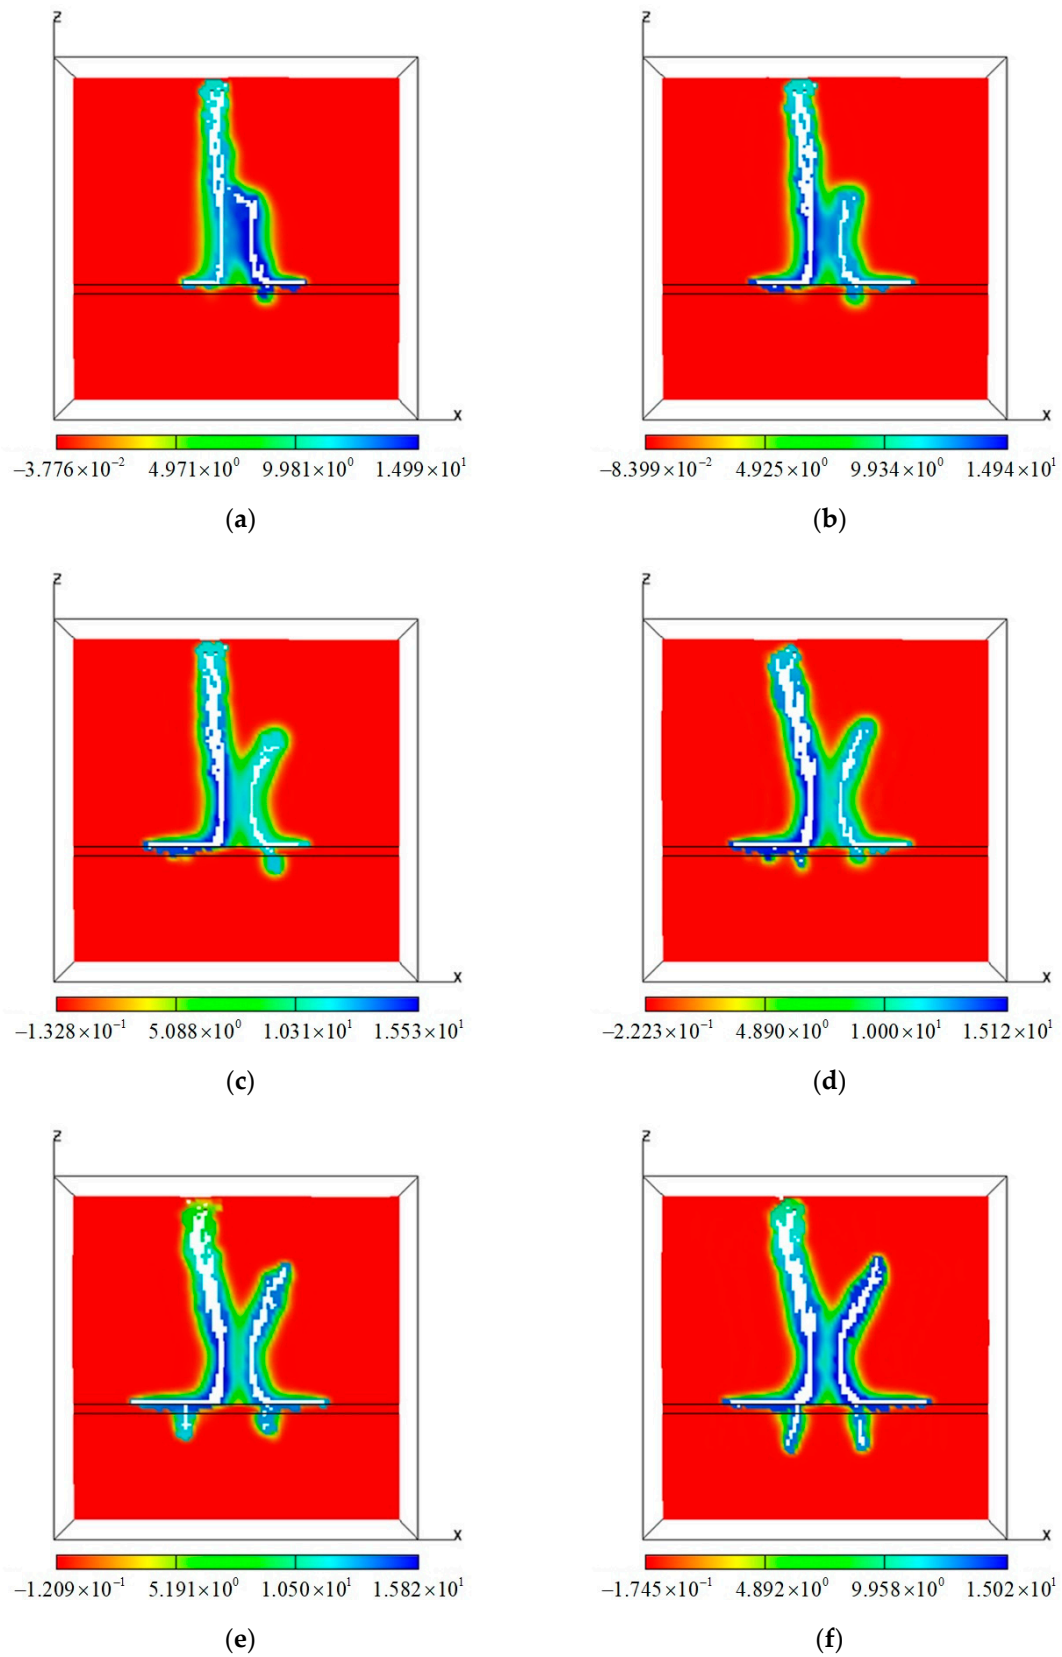 z z
x x
−3.776×10⁻² 4.971×10⁰ 9.981×10⁰ 1.499×10¹ −8.399×10⁻² 4.925×10⁰ 9.934×10⁰ 1.494×10¹
(a) (b)
z z
x x
−1.328×10⁻¹ 5.088×10⁰ 1.031×10¹ 1.553×10¹ −2.223×10⁻¹ 4.890×10⁰ 1.000×10¹ 1.512×10¹
(c) (d)
z z
x x
−1.209×10⁻¹ 5.191×10⁰ 1.050×10¹ 1.582×10¹ −1.745×10⁻¹ 4.892×10⁰ 9.958×10⁰ 1.502×10¹
(e) (f)